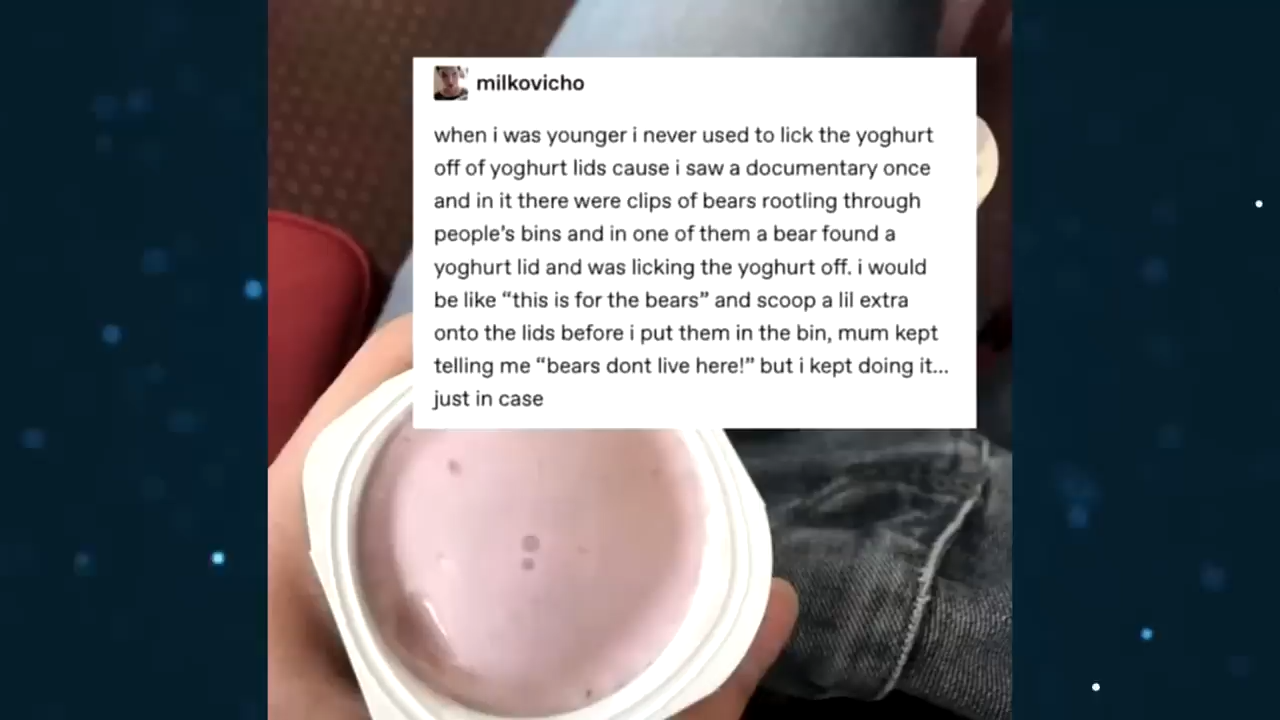 milkovicho
when i was younger i never used to lick the yoghurt
off of yoghurt lids cause i saw a documentary once
and in it there were clips of bears rootling through
people's bins and in one of them a bear found a
yoghurt lid and was licking the yoghurt off. i would
be like “this is for the bears” and scoop a lil extra
onto the lids before i put them in the bin, mum kept
telling me “bears dont live here!” but i kept doing it...
just in case